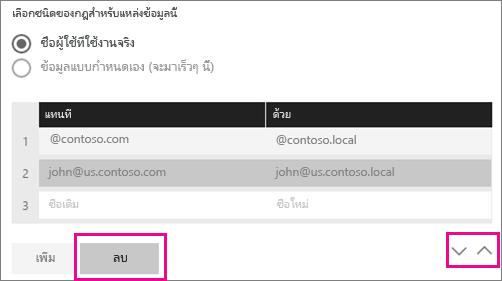 เลือกชนิดของกฎสำหรับแหล่งข้อมูลนี้
ชื่อผู้ใช้ที่ใช้งานจริง
ข้อมูลแบบกำหนดเอง (จะมาเร็วๆ นี้)
แทนที่ ด้วย
1 @contoso.com @contoso.local
2 john@us.contoso.com john@us.contoso.local
3 ชื่อเดิม ชื่อใหม่
เพิ่ม ลบ